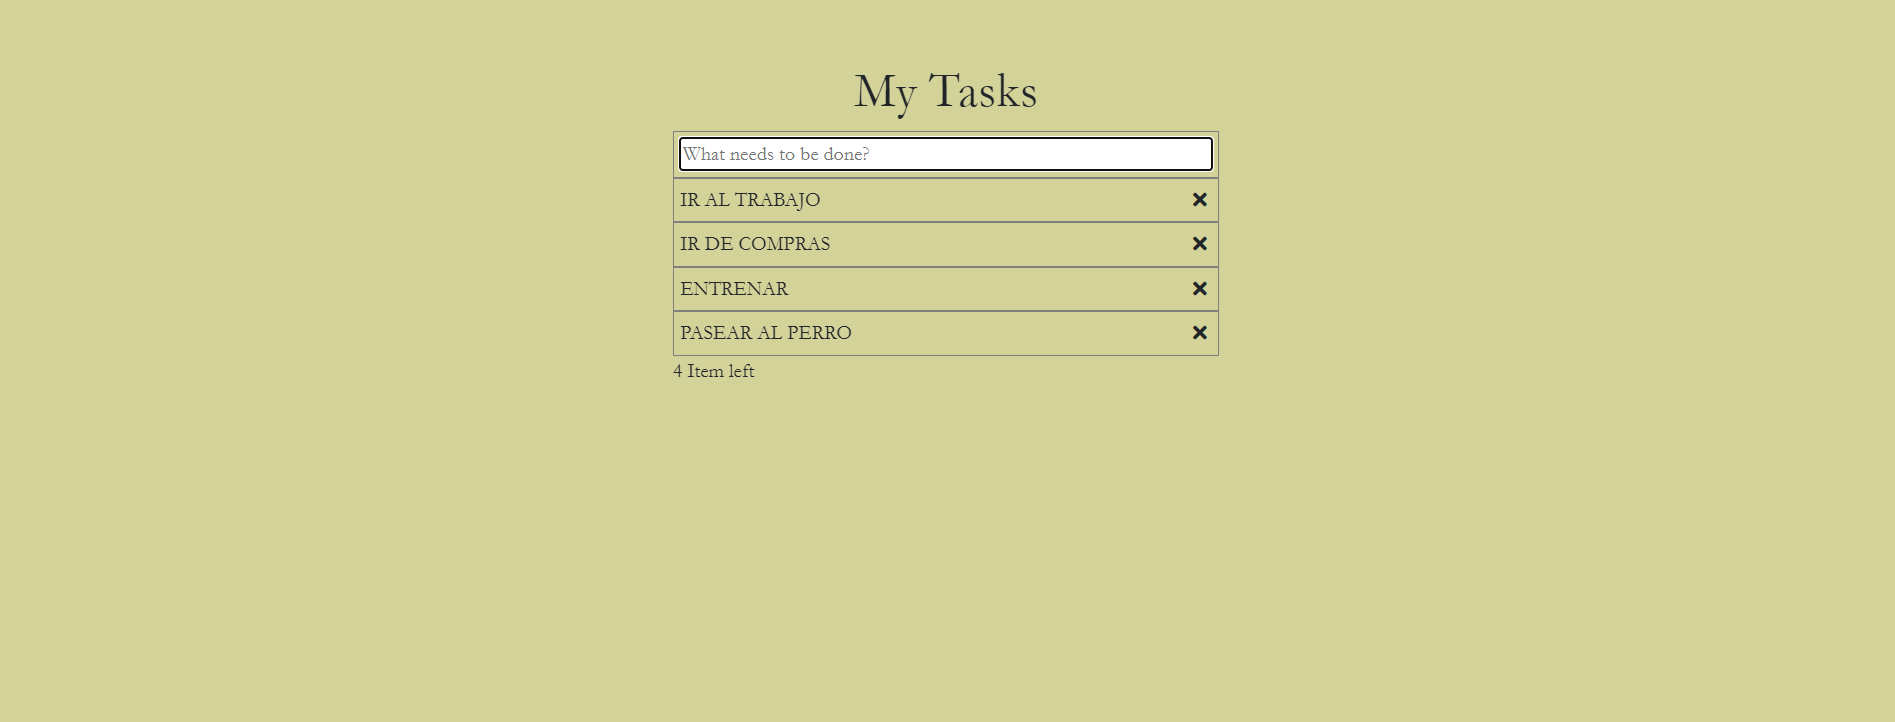 My Tasks
What needs to be done?
IR AL TRABAJO
IR DE COMPRAS
ENTRENAR
PASEAR AL PERRO
4 Item left